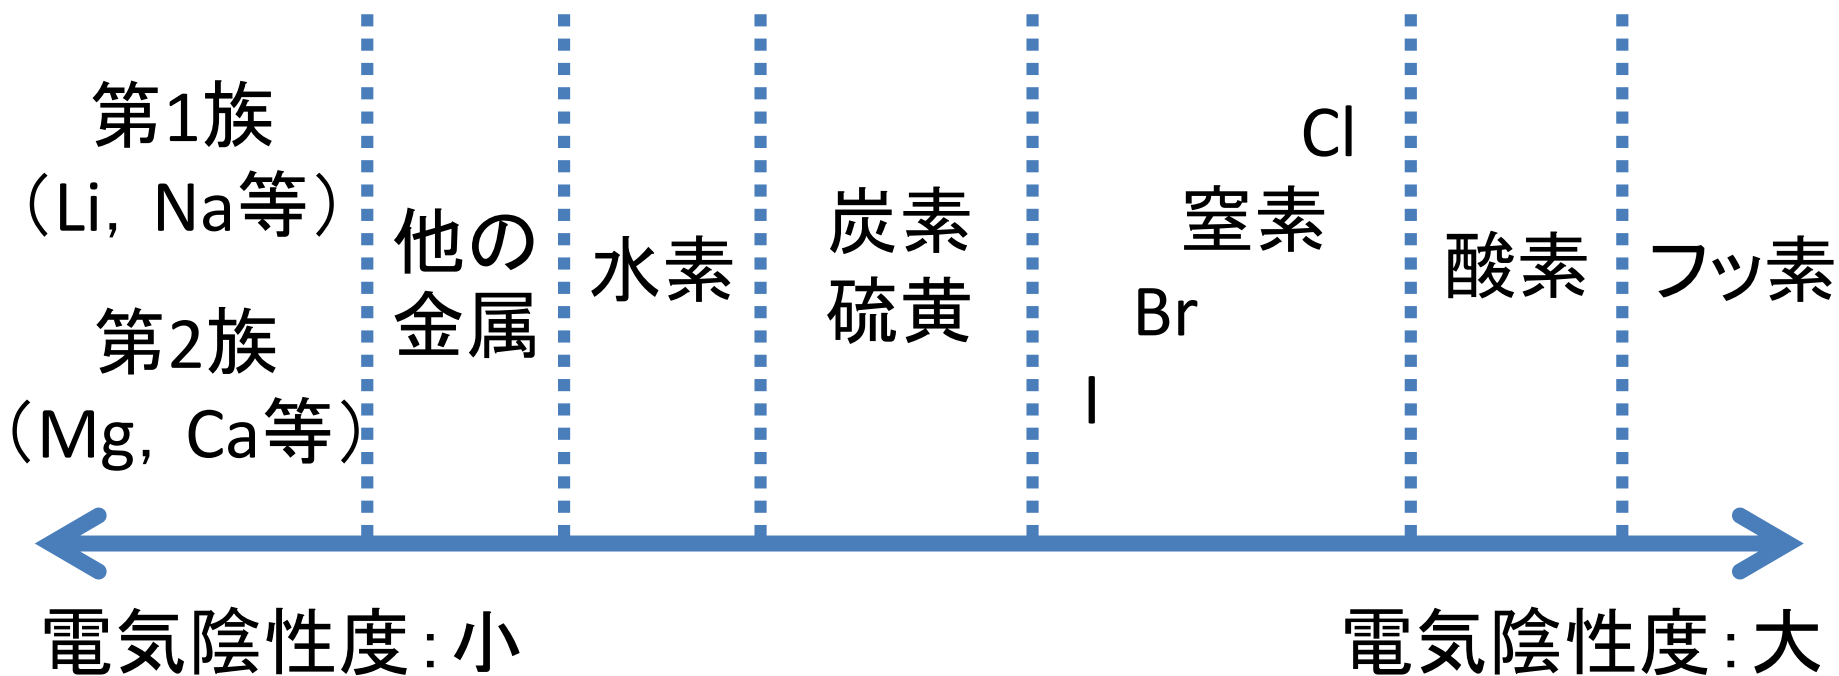 第1族
（Li，Na等）
第2族
（Mg，Ca等）
他の
金属
水素
炭素
硫黄
Cl
窒素
Br
I
酸素
フッ素
電気陰性度：小
電気陰性度：大